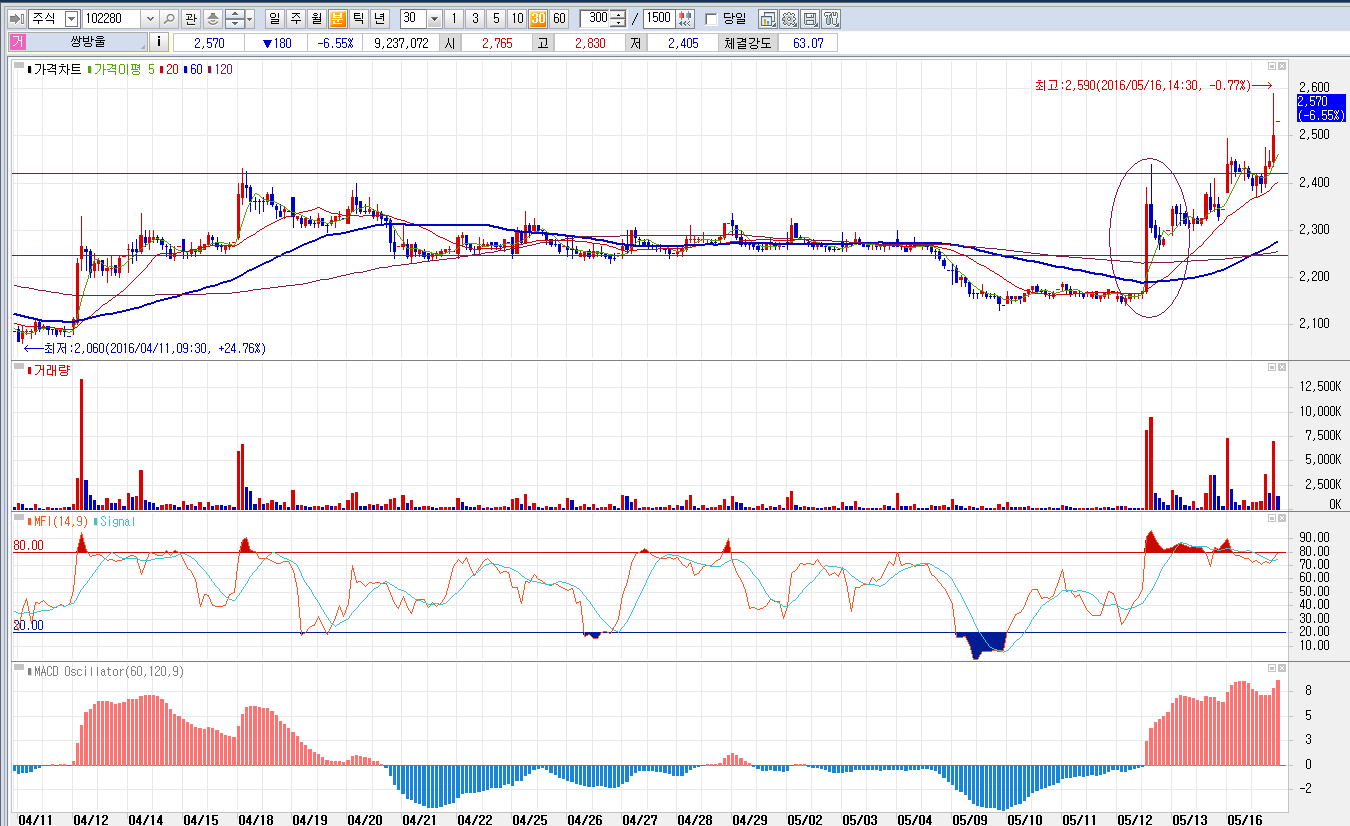 주식 102280 관 일 주 월 분 틱 년 30 1 3 5 10 30 60 300 / 1500 당일
거 쌍방울 i 2,570 ▼180 -6.55% 9,237,072 시 2,765 고 2,830 저 2,405 체결강도 63.07
가격차트 가격이평 5 20 60 120
최고:2,590(2016/05/16,14:30, -0.77%)→
2,600
2,570
(-6.55%)
2,500
2,400
2,300
2,200
2,100
←최저:2,060(2016/04/11,09:30, +24.76%)
거래량
12,500K
10,000K
7,500K
5,000K
2,500K
0K
MFI(14,9) Signal
80.00
20.00
90.00
80.00
70.00
60.00
50.00
40.00
30.00
20.00
10.00
MACD Oscillator(60,120,9)
8
5
3
0
-2
04/11 04/12 04/14 04/15 04/18 04/19 04/20 04/21 04/22 04/25 04/26 04/27 04/28 04/29 05/02 05/03 05/04 05/09 05/10 05/11 05/12 05/13 05/16